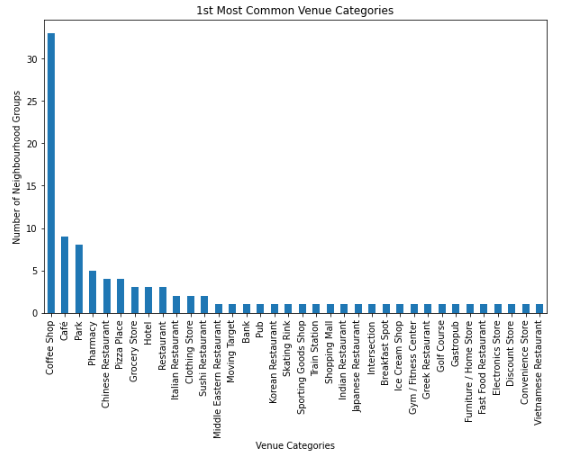 1st Most Common Venue Categories
Number of Neighbourhood Groups
30
25
20
15
10
5
0
Coffee Shop
Café
Park
Pharmacy
Chinese Restaurant
Pizza Place
Grocery Store
Hotel
Restaurant
Italian Restaurant
Clothing Store
Sushi Restaurant
Middle Eastern Restaurant
Moving Target
Bank
Pub
Korean Restaurant
Skating Rink
Sporting Goods Shop
Train Station
Shopping Mall
Indian Restaurant
Japanese Restaurant
Intersection
Breakfast Spot
Ice Cream Shop
Gym / Fitness Center
Greek Restaurant
Golf Course
Gastropub
Furniture / Home Store
Fast Food Restaurant
Electronics Store
Discount Store
Convenience Store
Vietnamese Restaurant
Venue Categories